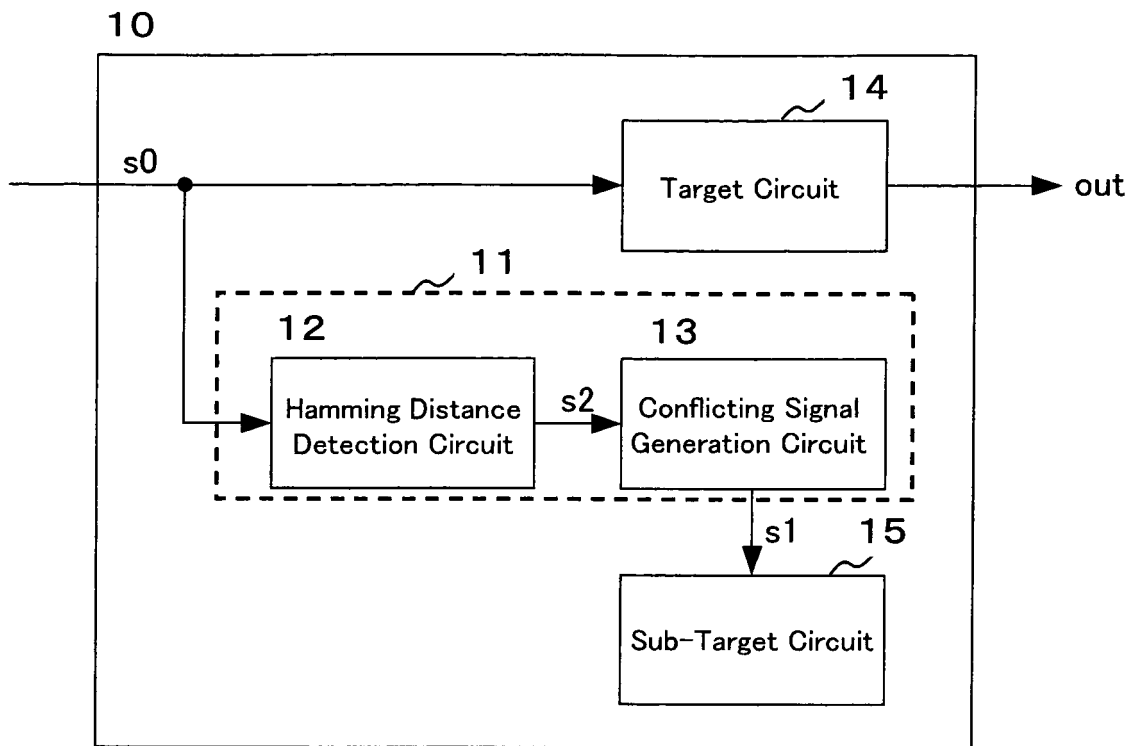 10
14
s0
Target Circuit
out
11
12
13
Hamming Distance
Detection Circuit
s2
Conflicting Signal
Generation Circuit
s1
15
Sub-Target Circuit